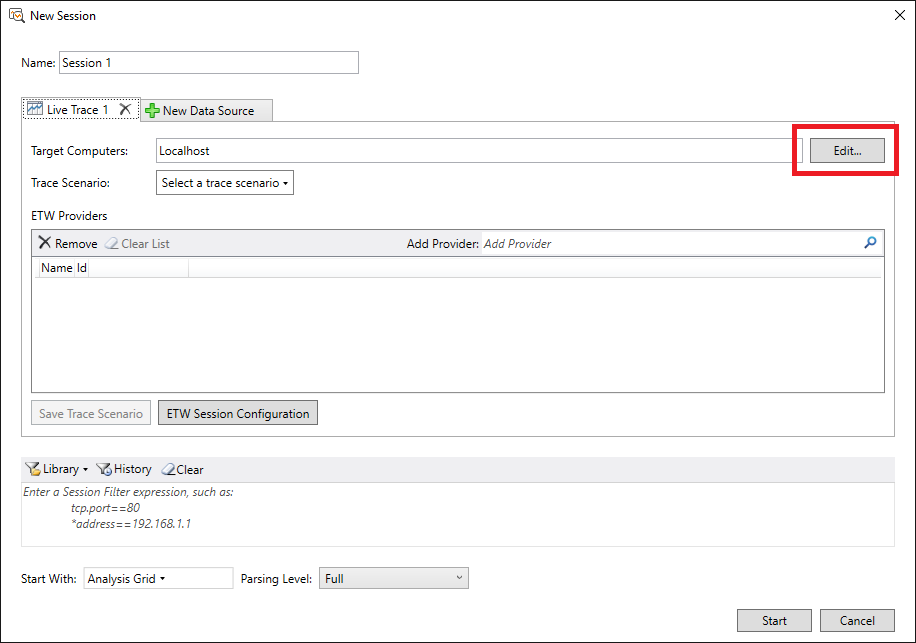 New Session
Name: Session 1
Live Trace 1 New Data Source
Target Computers: Localhost Edit...
Trace Scenario: Select a trace scenario
ETW Providers
Remove Clear List Add Provider: Add Provider
Name Id
Save Trace Scenario ETW Session Configuration
Library History Clear
Enter a Session Filter expression, such as:
tcp.port==80
*address==192.168.1.1
Start With: Analysis Grid Parsing Level: Full
Start Cancel